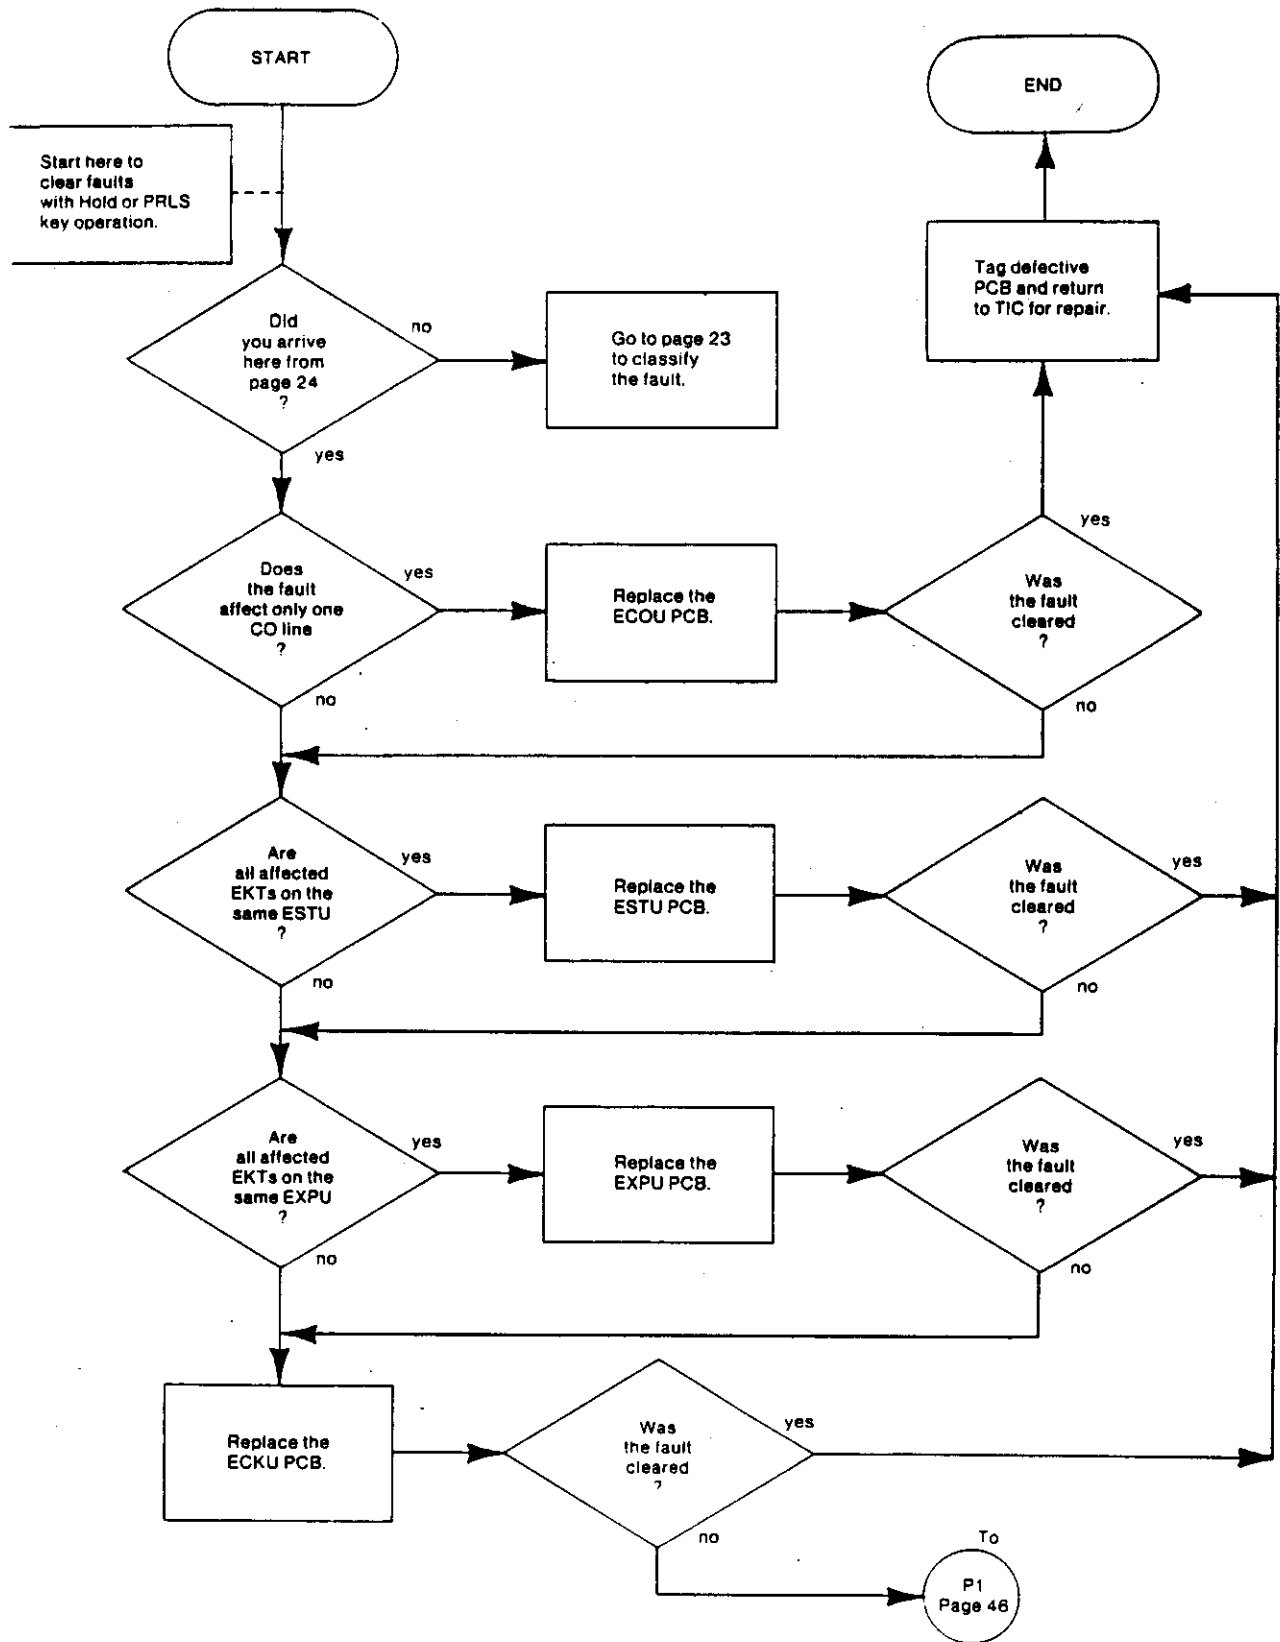 START
Start here to
clear faults
with Hold or PRLS
key operation.
Did
you arrive
here from
page 24
?
no
Go to page 23
to classify
the fault.
yes
END
Tag defective
PCB and return
to TIC for repair.
Does
the fault
affect only one
CO line
?
yes
Replace the
ECOU PCB.
Was
the fault
cleared
?
yes
no
no
Are
all affected
EKTs on the
same ESTU
?
yes
Replace the
ESTU PCB.
Was
the fault
cleared
?
yes
no
no
Are
all affected
EKTs on the
same EXPU
?
yes
Replace the
EXPU PCB.
Was
the fault
cleared
?
yes
no
no
Replace the
ECKU PCB.
Was
the fault
cleared
?
yes
no
To
P1
Page 46